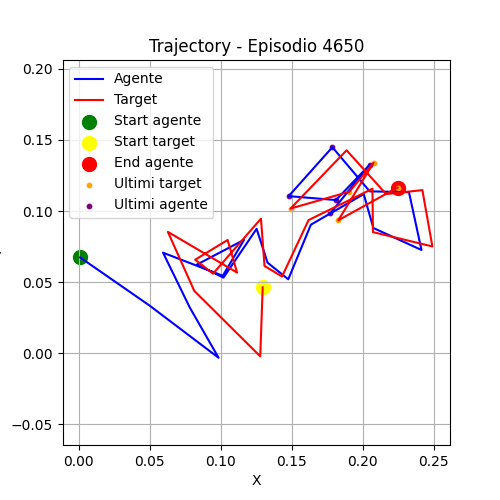 Trajectory - Episodio 4650
0.20
0.15
0.10
0.05
0.00
−0.05
Agente
Target
Start agente
Start target
End agente
Ultimi target
Ultimi agente
0.00 0.05 0.10 0.15 0.20 0.25
X